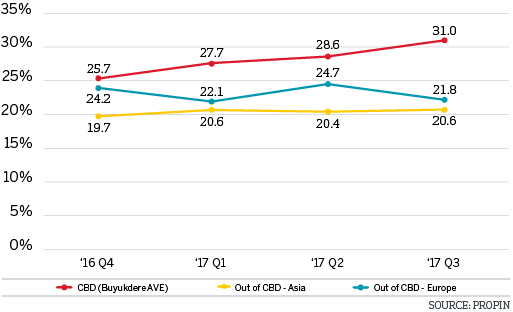 35%
30%
25%
20%
15%
10%
5%
0%
25.7 27.7 28.6 31.0
24.2 22.1 24.7 21.8
19.7 20.6 20.4 20.6
'16 Q4 '17 Q1 '17 Q2 '17 Q3
CBD (Buyukdere AVE) Out of CBD - Asia Out of CBD - Europe
SOURCE: PROPIN